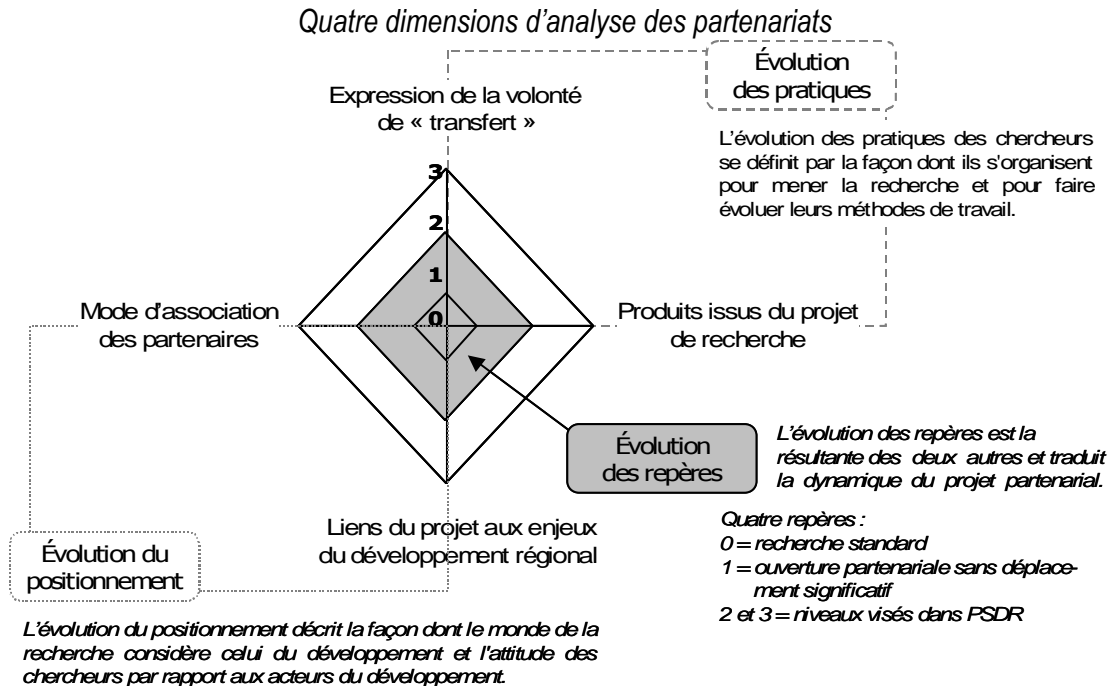 Quatre dimensions d'analyse des partenariats
Évolution
des pratiques
Expression de la volonté
de « transfert »
L'évolution des pratiques des chercheurs
se définit par la façon dont ils s'organisent
pour mener la recherche et pour faire
évoluer leurs méthodes de travail.
3
2
1
0
Mode d'association
des partenaires
Produits issus du projet
de recherche
Évolution
des repères
L'évolution des repères est la
résultante des deux autres et traduit
la dynamique du projet partenarial.
Liens du projet aux enjeux
du développement régional
Quatre repères :
0 = recherche standard
1 = ouverture partenariale sans déplace-
ment significatif
2 et 3 = niveaux visés dans PSDR
Évolution du
positionnement
L'évolution du positionnement décrit la façon dont le monde de la
recherche considère celui du développement et l'attitude des
chercheurs par rapport aux acteurs du développement.